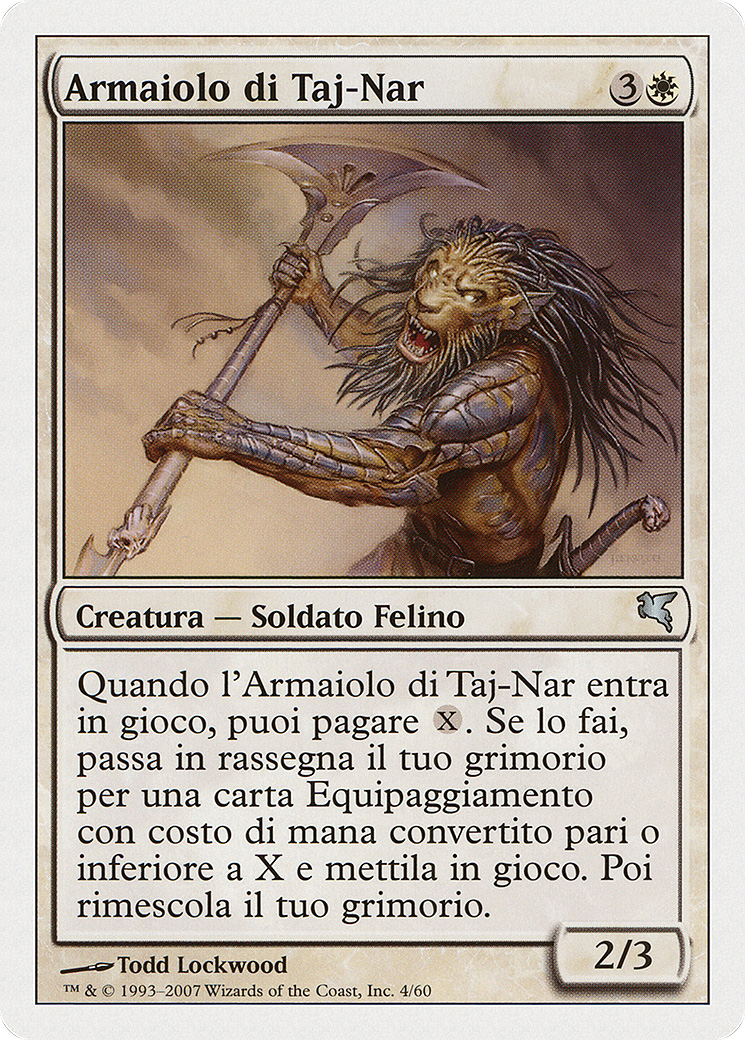 Armaiolo di Taj-Nar 3
Creatura — Soldato Felino
Quando l'Armaiolo di Taj-Nar entra
in gioco, puoi pagare X. Se lo fai,
passa in rassegna il tuo grimorio
per una carta Equipaggiamento
con costo di mana convertito pari o
inferiore a X e mettila in gioco. Poi
rimescola il tuo grimorio.
2/3
Todd Lockwood
™ & © 1993–2007 Wizards of the Coast, Inc. 4/60